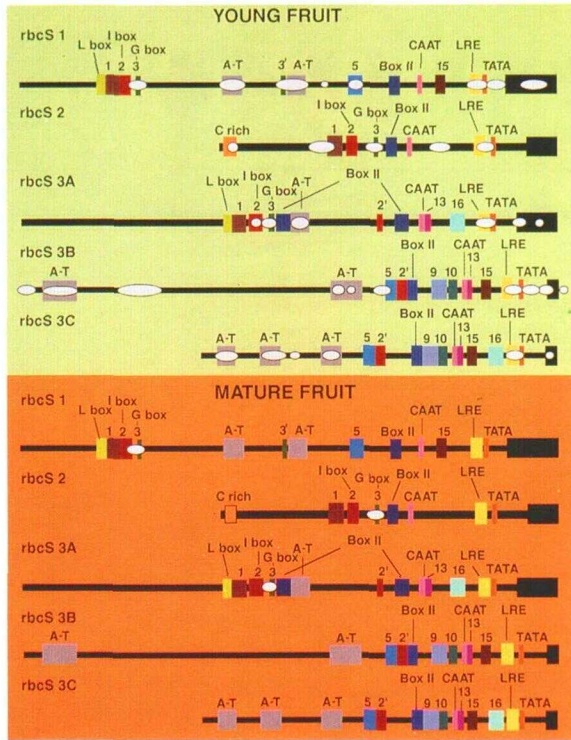 YOUNG FRUIT
rbcS 1
L box
I box
G box
1 2 3
A-T
3' A-T
5
Box II
CAAT
15
LRE
TATA
rbcS 2
C rich
I box
G box
Box II
1 2 3
CAAT
LRE
TATA
rbcS 3A
L box
I box
G box
A-T
Box II
1 2 3
2'
CAAT
13 16
LRE
TATA
rbcS 3B
A-T
A-T
Box II
5 2' 9 10
CAAT
13
15
LRE
TATA
rbcS 3C
A-T A-T A-T
5 2'
Box II
9 10
CAAT
13
15 16
LRE
TATA
MATURE FRUIT
rbcS 1
L box
I box
G box
1 2 3
A-T
3' A-T
5
Box II
CAAT
15
LRE
TATA
rbcS 2
C rich
I box
G box
Box II
1 2 3
CAAT
LRE
TATA
rbcS 3A
L box
I box
G box
A-T
Box II
1 2 3
2'
CAAT
13 16
LRE
TATA
rbcS 3B
A-T
A-T
Box II
5 2' 9 10
CAAT
13
15
LRE
TATA
rbcS 3C
A-T A-T A-T
5 2'
Box II
9 10
CAAT
13
15 16
LRE
TATA